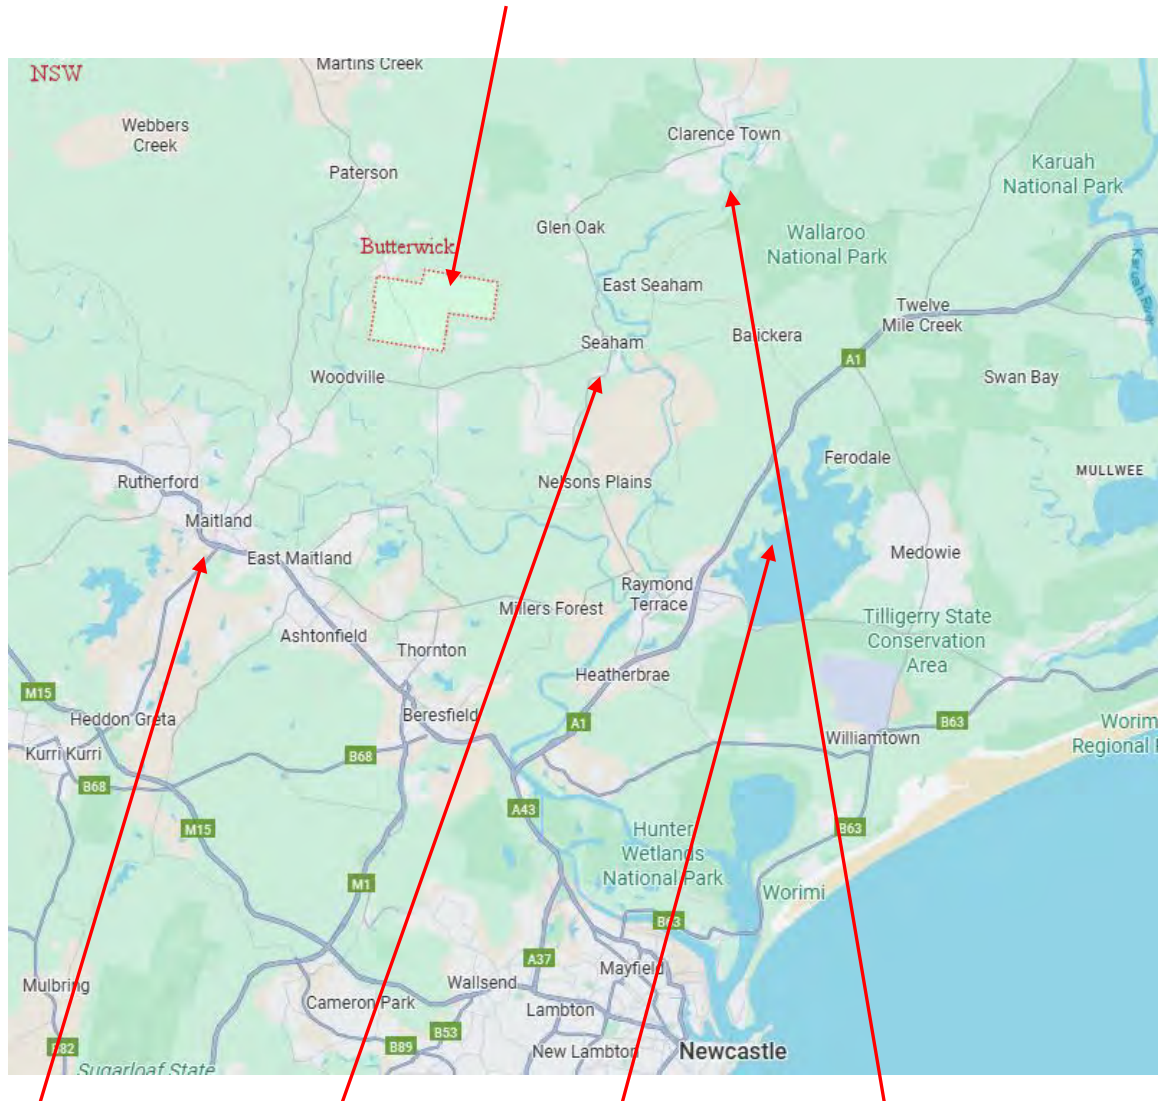 NSW
Martins Creek
Webbers
Creek
Clarence Town
Paterson
Karuah
National Park
Glen Oak
Wallaroo
National Park
Butterwick
Karuah River
East Seaham
Twelve
Mile Creek
Seaham
Balickera
A1
Woodville
Swan Bay
Ferodale
Rutherford
Nelsons Plains
MULLWEE
Maitland
East Maitland
Medowie
Raymond
Terrace
Millers Forest
Tilligerry State
Conservation
Area
Ashtonfield
Thornton
Heatherbrae
M15
Heddon Greta
Beresfield
A1
B63
Worim
Regional
Williamtown
Kurri Kurri
B68
B68
A43
M15
Hunter
Wetlands
National Park
B63
M1
Worimi
B63
A37
Mayfield
Mulbring
Wallsend
Cameron Park
Lambton
B53
B82
B89
New Lambton
Newcastle
Sugarloaf State